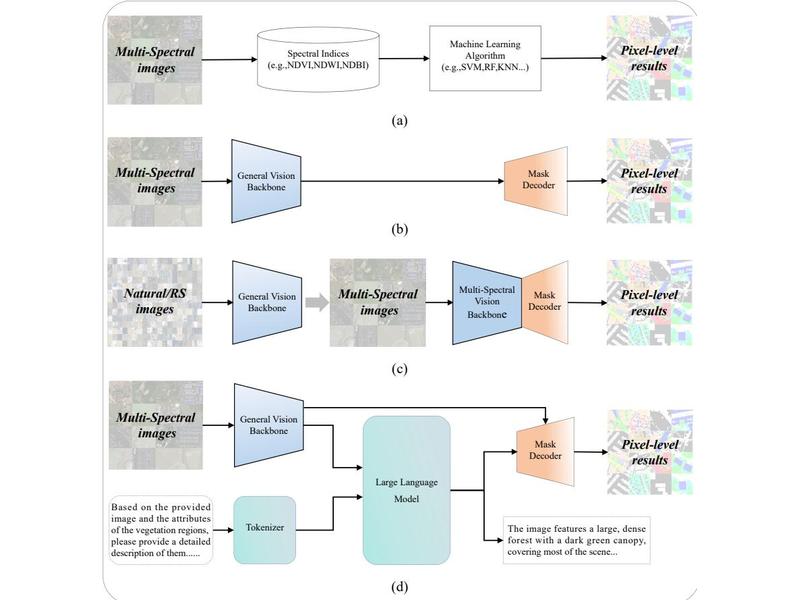 Multi-Spectral
images
Spectral Indices
(e.g.,NDVI,NDWI,NDBI)
Machine Learning
Algorithm
(e.g.,SVM,RF,KNN...)
Pixel-level
results
(a)
Multi-Spectral
images
General Vision
Backbone
Mask
Decoder
Pixel-level
results
(b)
Natural/RS
images
General Vision
Backbone
Multi-Spectral
images
Multi-Spectral
Vision
Backbone
Mask
Decoder
Pixel-level
results
(c)
Multi-Spectral
images
General Vision
Backbone
Large Language
Model
Mask
Decoder
Pixel-level
results
Based on the provided
image and the attributes
of the vegetation regions,
please provide a detailed
description of them......
Tokenizer
The image features a large, dense
forest with a dark green canopy,
covering most of the scene...
(d)